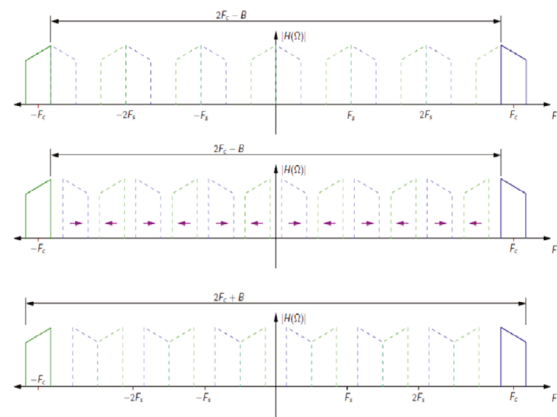 2F_c − B
|H(Ω)|
−F_c −2F_s −F_s F_s 2F_s F_c F
2F_c − B
|H(Ω)|
−F_c F_c F
2F_c + B
|H(Ω)|
−F_c −2F_s −F_s F_s 2F_s F_c F